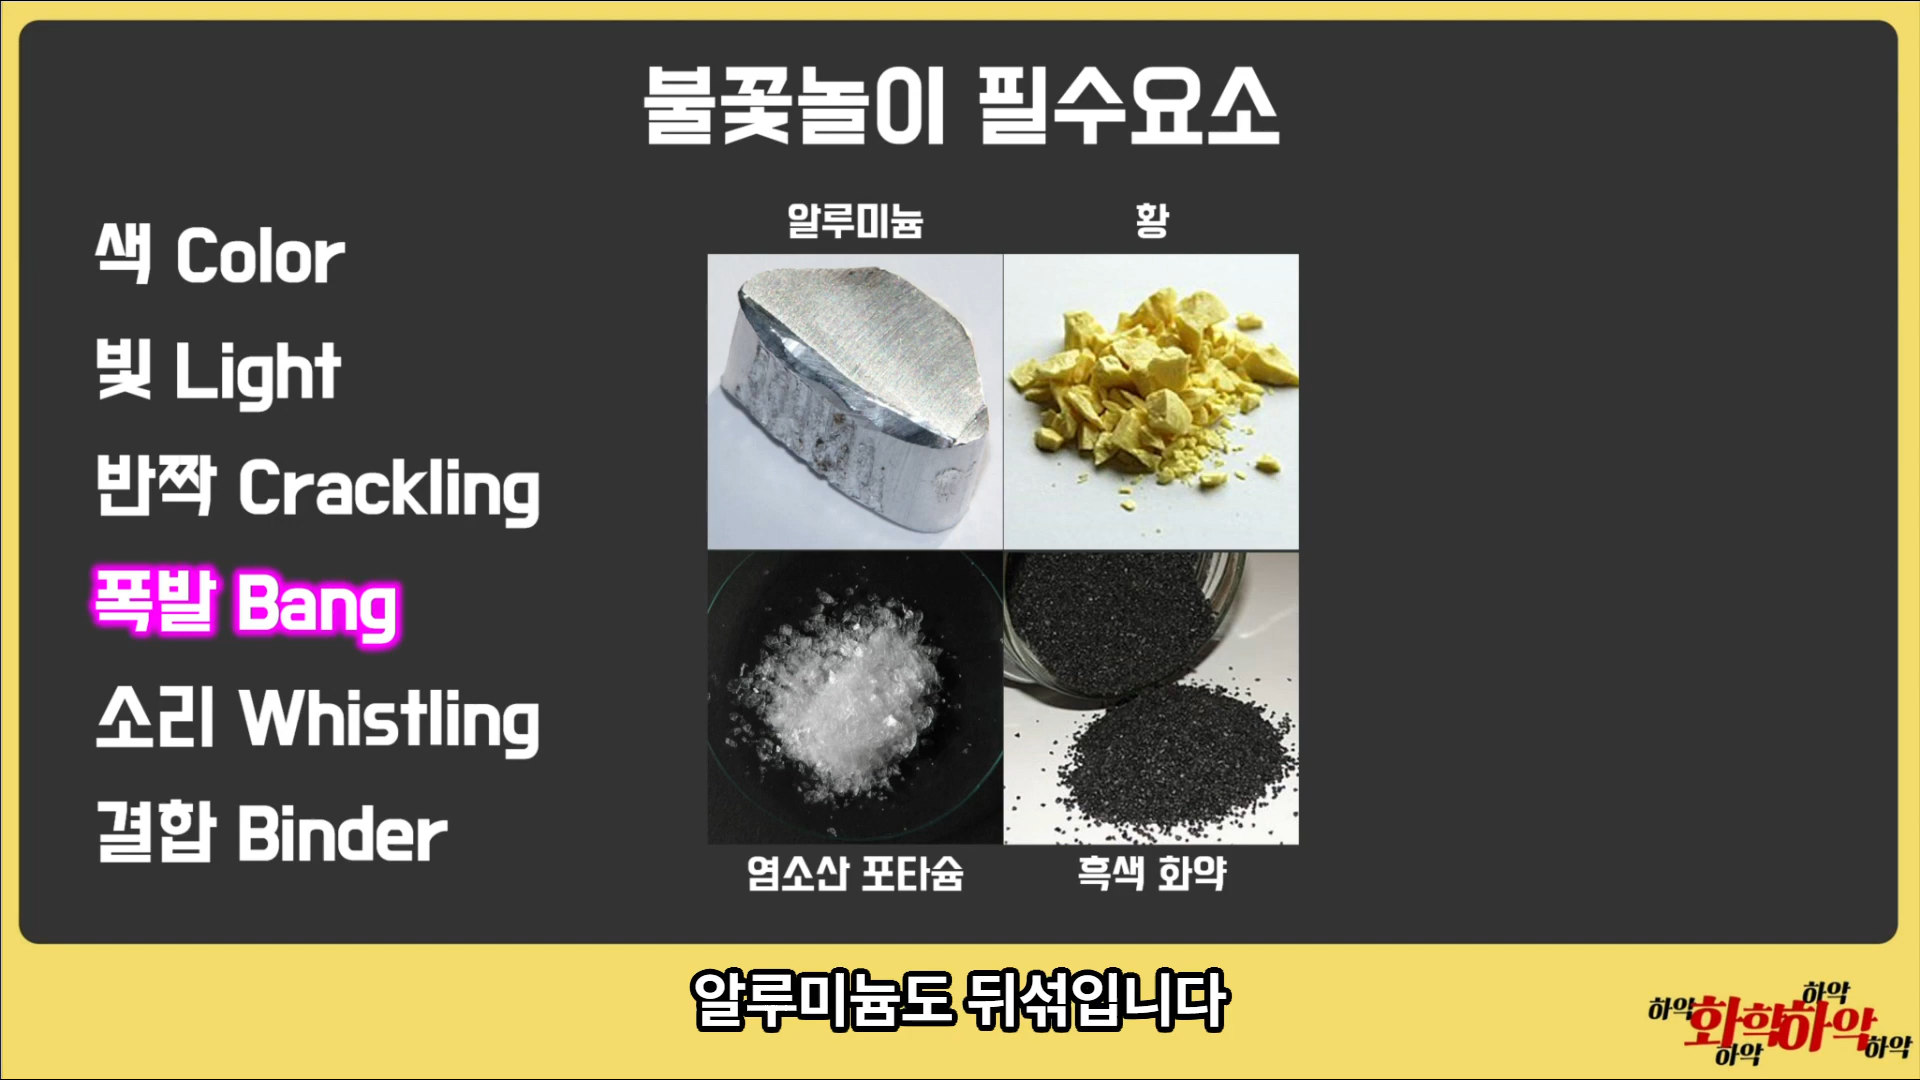 불꽃놀이 필수요소
색 Color
빛 Light
반짝 Crackling
폭발 Bang
소리 Whistling
결합 Binder
알루미늄
황
염소산 포타슘
흑색 화약
알루미늄도 뒤섞입니다
하악
하악
화학하악
하악
하악